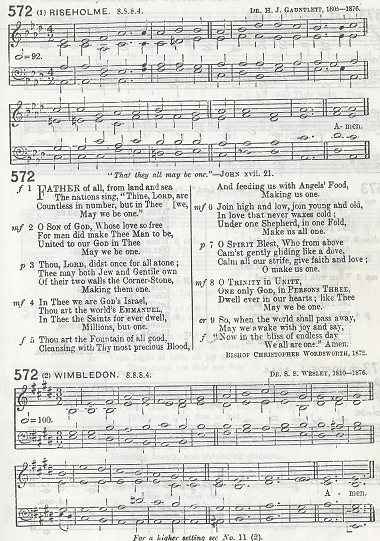 572 (1) RISEHOLME. 8.8.8.4. DR. H. J. GAUNTLETT, 1805–1876.
=92.
A- men.
"That they all may be one."—JOHN xvii. 21.
572
f 1 FATHER of all, from land and sea
The nations sing, "Thine, LORD, are
Countless in number, but in Thee [we,
May we be one."
mf 2 O SON of GOD, Whose love so free
For men did make Thee Man to be,
United to our GOD in Thee
May we be one.
p 3 Thou, LORD, didst once for all atone;
Thee may both Jew and Gentile own
Of their two walls the Corner-Stone,
Making them one.
mf 4 In Thee we are GOD'S Israel,
Thou art the world's EMMANUEL,
In Thee the Saints for ever dwell,
Millions, but one.
f 5 Thou art the Fountain of all good,
Cleansing with Thy most precious Blood,
And feeding us with Angels' Food,
Making us one.
mf 6 Join high and low, join young and old,
In love that never waxes cold;
Under one Shepherd, in one Fold,
Make us all one.
p 7 O SPIRIT Blest, Who from above
Cam'st gently gliding like a dove,
Calm all our strife, give faith and love;
O make us one.
mf 8 O TRINITY in UNITY,
ONE only GOD, in PERSONS THREE,
Dwell ever in our hearts; like Thee
May we be one.
cr 9 So, when the world shall pass away,
May we awake with joy and say,
f "Now in the bliss of endless day
We all are one." Amen.
BISHOP CHRISTOPHER WORDSWORTH, 1872.
572 (2) WIMBLEDON. 8.8.8.4. DR. S. S. WESLEY, 1810–1876.
=100.
A - men.
For a higher setting see No. 11 (2).